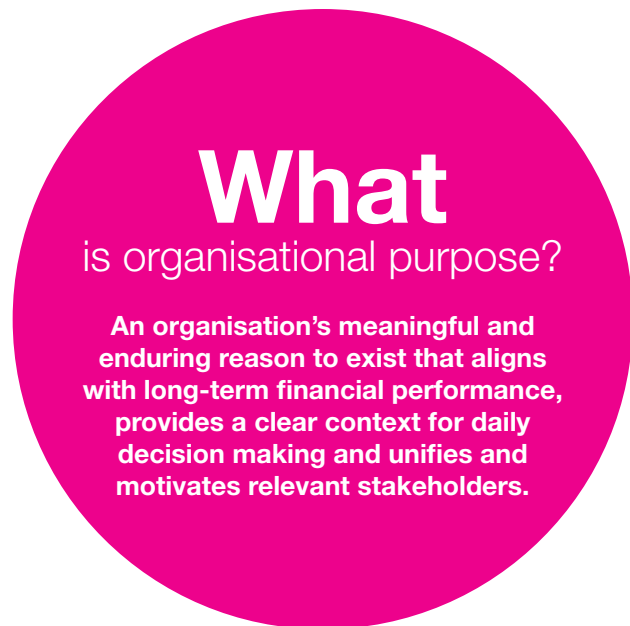 What
is organisational purpose?
An organisation’s meaningful and
enduring reason to exist that aligns
with long-term financial performance,
provides a clear context for daily
decision making and unifies and
motivates relevant stakeholders.